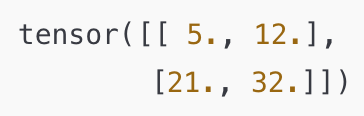 tensor([[ 5., 12.],
        [21., 32.]])